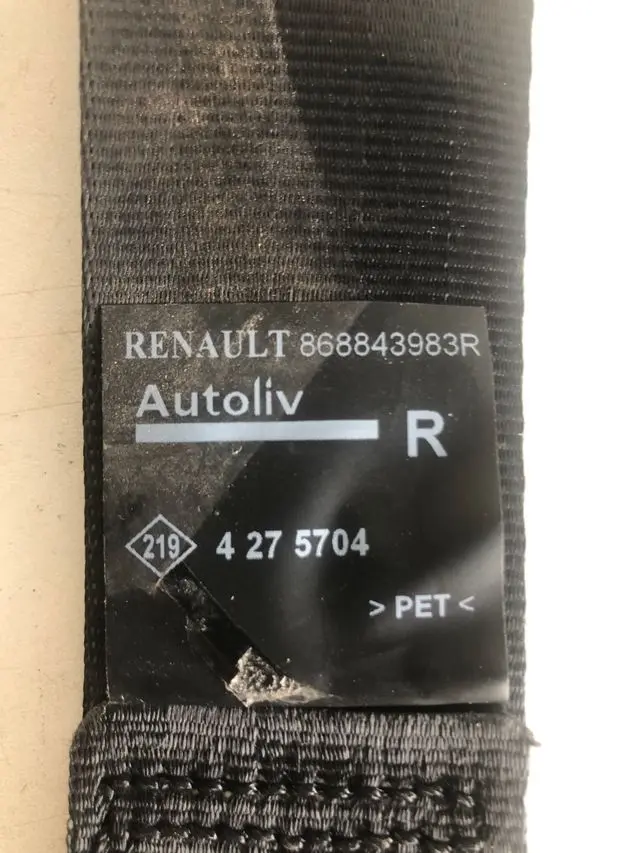 RENAULT 868843983R
Autoliv
R
219 4 27 5704
> PET <